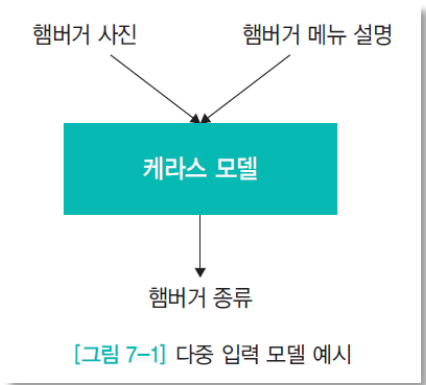 햄버거 사진
햄버거 메뉴 설명
케라스 모델
햄버거 종류
[그림 7-1] 다중 입력 모델 예시